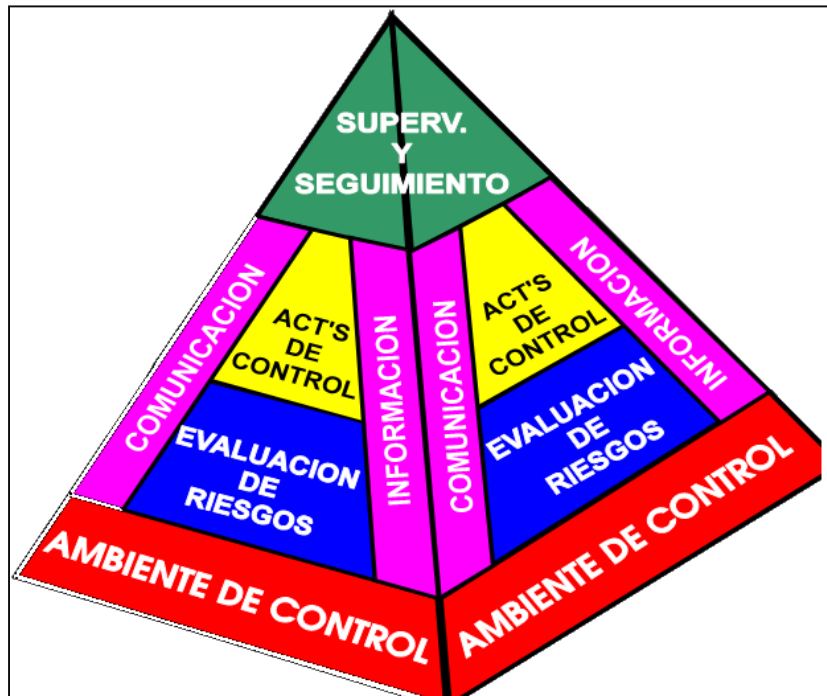 SUPERV.
Y
SEGUIMIENTO
COMUNICACION
ACT'S
DE
CONTROL
INFORMACION
EVALUACION
DE
RIESGOS
AMBIENTE DE CONTROL
COMUNICACION
ACT'S
DE
CONTROL
INFORMACION
EVALUACION
DE
RIESGOS
AMBIENTE DE CONTROL